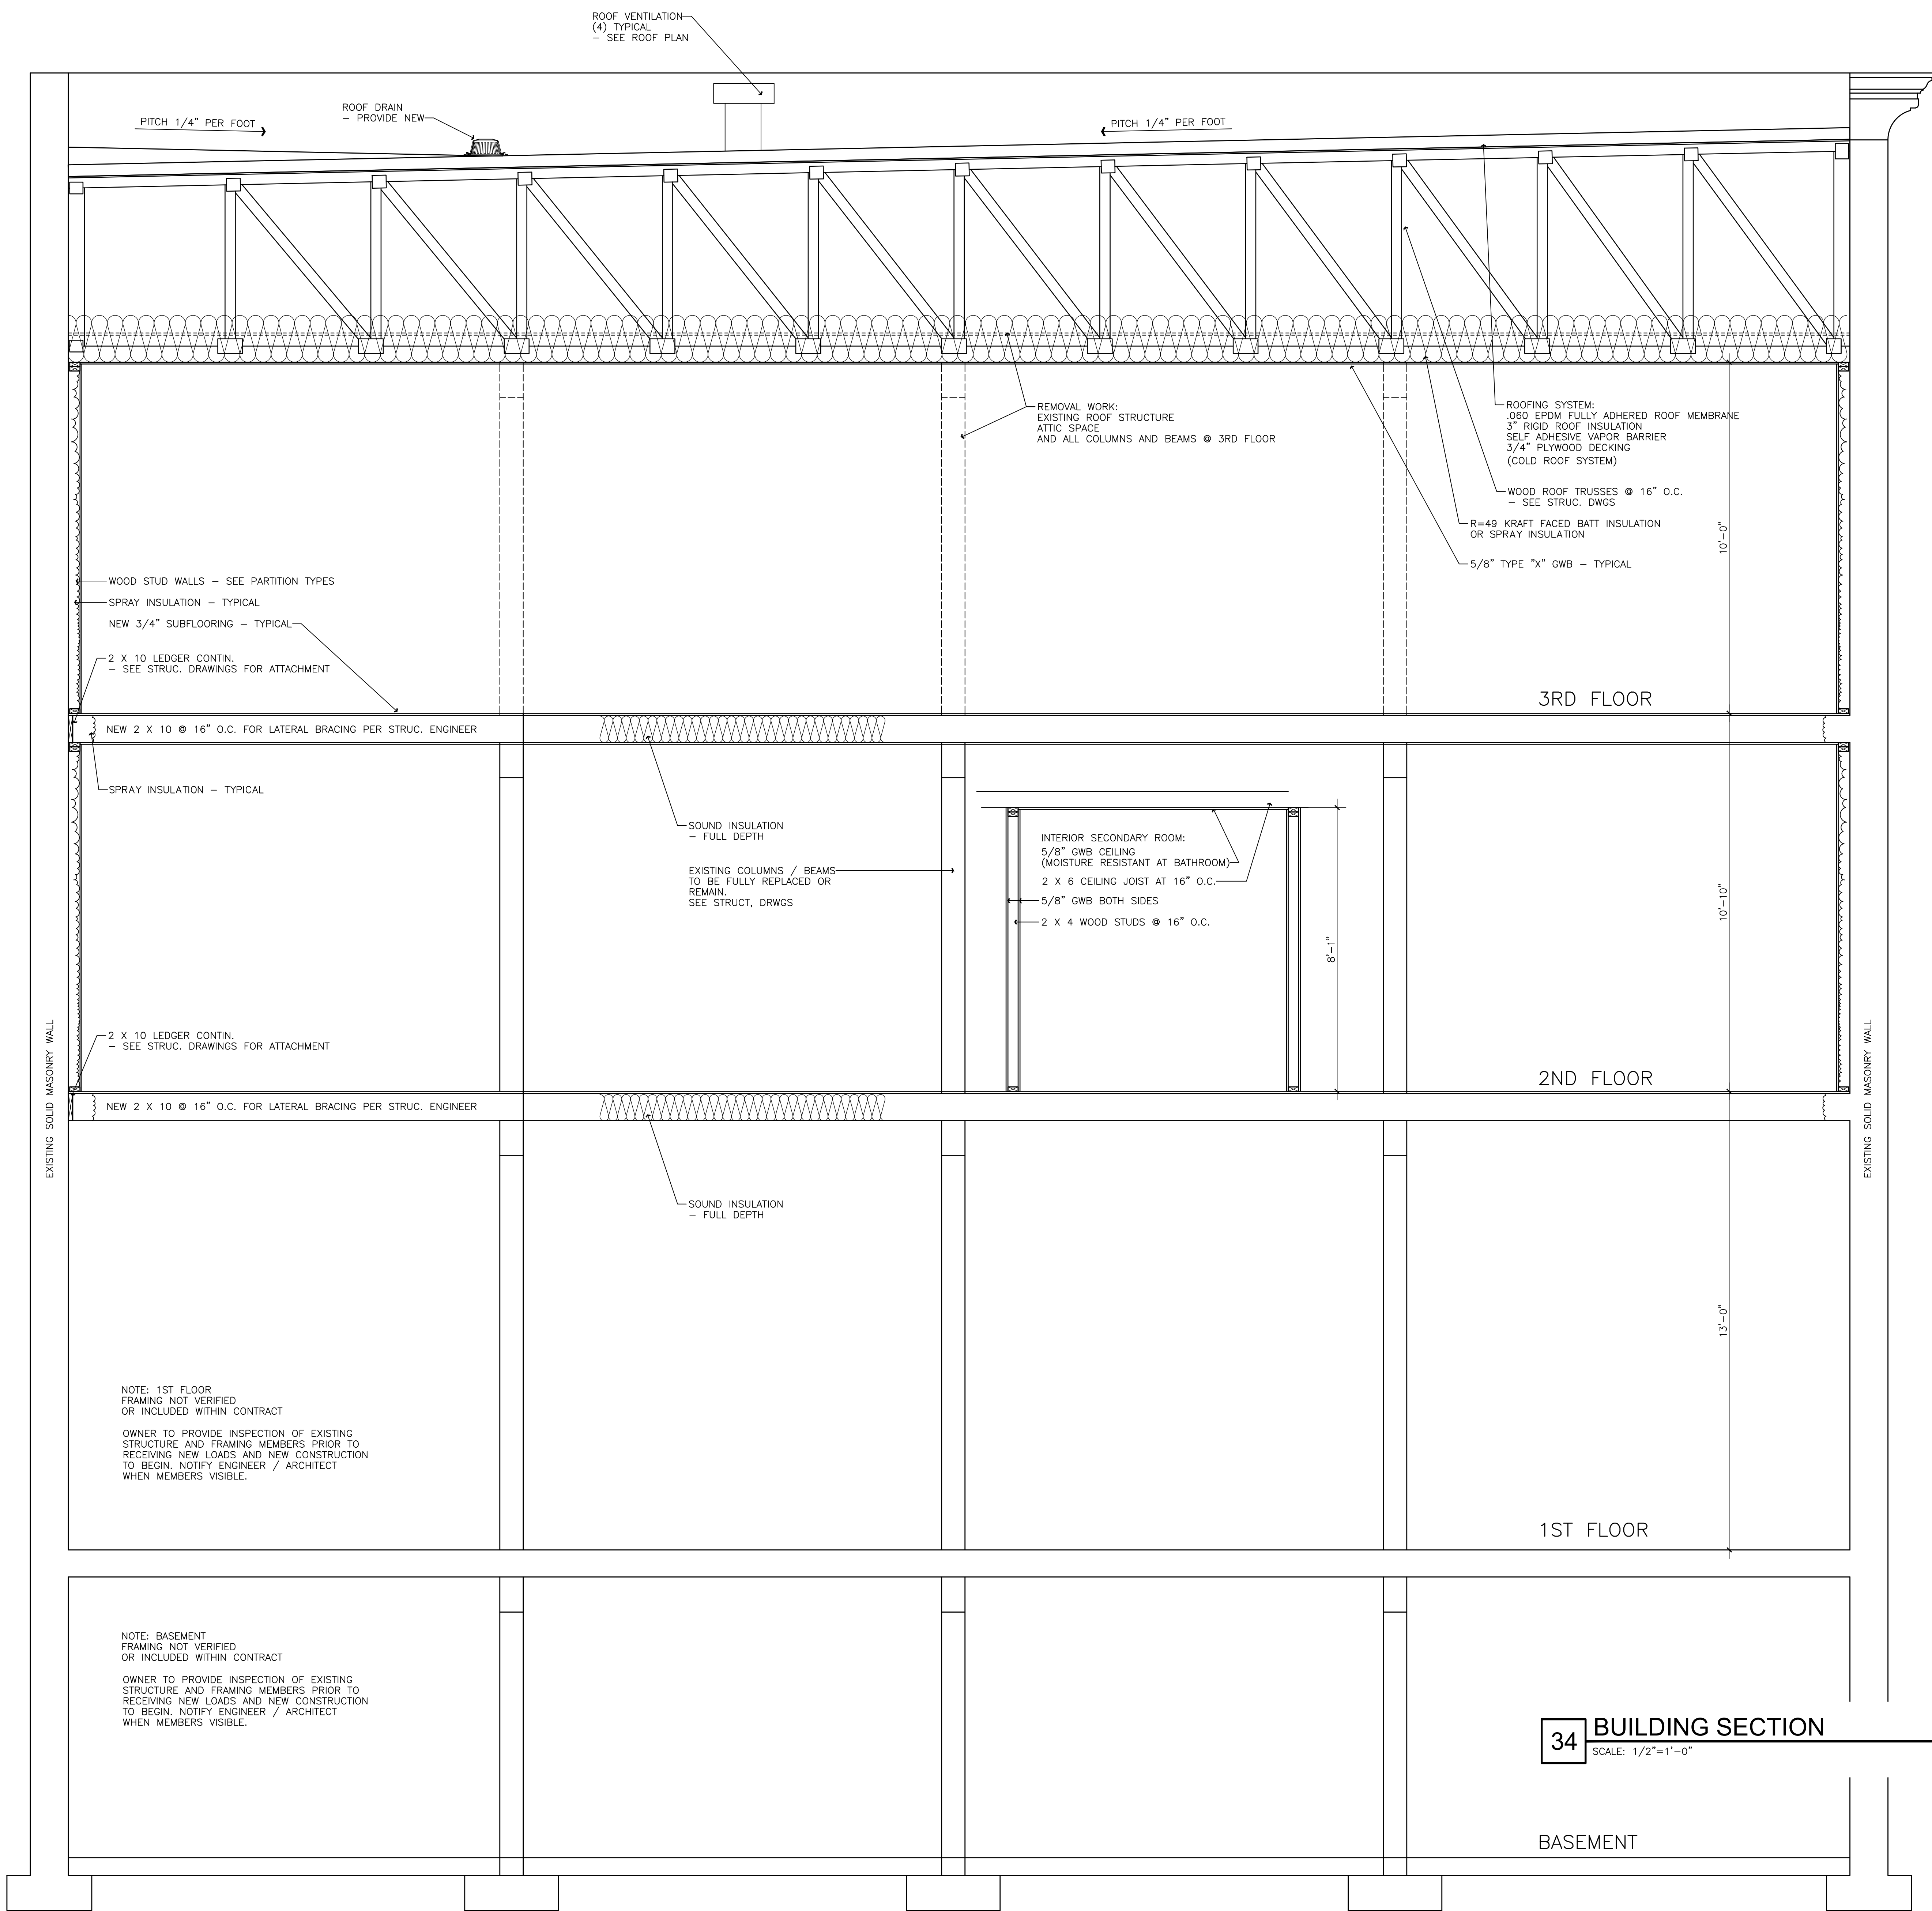 ROOF VENTILATION
(4) TYPICAL
– SEE ROOF PLAN
ROOF DRAIN
– PROVIDE NEW
PITCH 1/4" PER FOOT
PITCH 1/4" PER FOOT
REMOVAL WORK:
EXISTING ROOF STRUCTURE
ATTIC SPACE
AND ALL COLUMNS AND BEAMS @ 3RD FLOOR
ROOFING SYSTEM:
.060 EPDM FULLY ADHERED ROOF MEMBRANE
3" RIGID ROOF INSULATION
SELF ADHESIVE VAPOR BARRIER
3/4" PLYWOOD DECKING
(COLD ROOF SYSTEM)
WOOD ROOF TRUSSES @ 16" O.C.
– SEE STRUC. DWGS
R=49 KRAFT FACED BATT INSULATION
OR SPRAY INSULATION
5/8" TYPE "X" GWB – TYPICAL
10'–0"
WOOD STUD WALLS – SEE PARTITION TYPES
SPRAY INSULATION – TYPICAL
NEW 3/4" SUBFLOORING – TYPICAL
2 X 10 LEDGER CONTIN.
– SEE STRUC. DRAWINGS FOR ATTACHMENT
3RD FLOOR
NEW 2 X 10 @ 16" O.C. FOR LATERAL BRACING PER STRUC. ENGINEER
SPRAY INSULATION – TYPICAL
SOUND INSULATION
– FULL DEPTH
EXISTING COLUMNS / BEAMS
TO BE FULLY REPLACED OR
REMAIN.
SEE STRUCT, DRWGS
INTERIOR SECONDARY ROOM:
5/8" GWB CEILING
(MOISTURE RESISTANT AT BATHROOM)
2 X 6 CEILING JOIST AT 16" O.C.
5/8" GWB BOTH SIDES
2 X 4 WOOD STUDS @ 16" O.C.
8'–1"
10'–10"
EXISTING SOLID MASONRY WALL
2 X 10 LEDGER CONTIN.
– SEE STRUC. DRAWINGS FOR ATTACHMENT
2ND FLOOR
EXISTING SOLID MASONRY WALL
NEW 2 X 10 @ 16" O.C. FOR LATERAL BRACING PER STRUC. ENGINEER
SOUND INSULATION
– FULL DEPTH
13'–0"
NOTE: 1ST FLOOR
FRAMING NOT VERIFIED
OR INCLUDED WITHIN CONTRACT
OWNER TO PROVIDE INSPECTION OF EXISTING
STRUCTURE AND FRAMING MEMBERS PRIOR TO
RECEIVING NEW LOADS AND NEW CONSTRUCTION
TO BEGIN. NOTIFY ENGINEER / ARCHITECT
WHEN MEMBERS VISIBLE.
1ST FLOOR
NOTE: BASEMENT
FRAMING NOT VERIFIED
OR INCLUDED WITHIN CONTRACT
OWNER TO PROVIDE INSPECTION OF EXISTING
STRUCTURE AND FRAMING MEMBERS PRIOR TO
RECEIVING NEW LOADS AND NEW CONSTRUCTION
TO BEGIN. NOTIFY ENGINEER / ARCHITECT
WHEN MEMBERS VISIBLE.
34 BUILDING SECTION
SCALE: 1/2"=1'–0"
BASEMENT